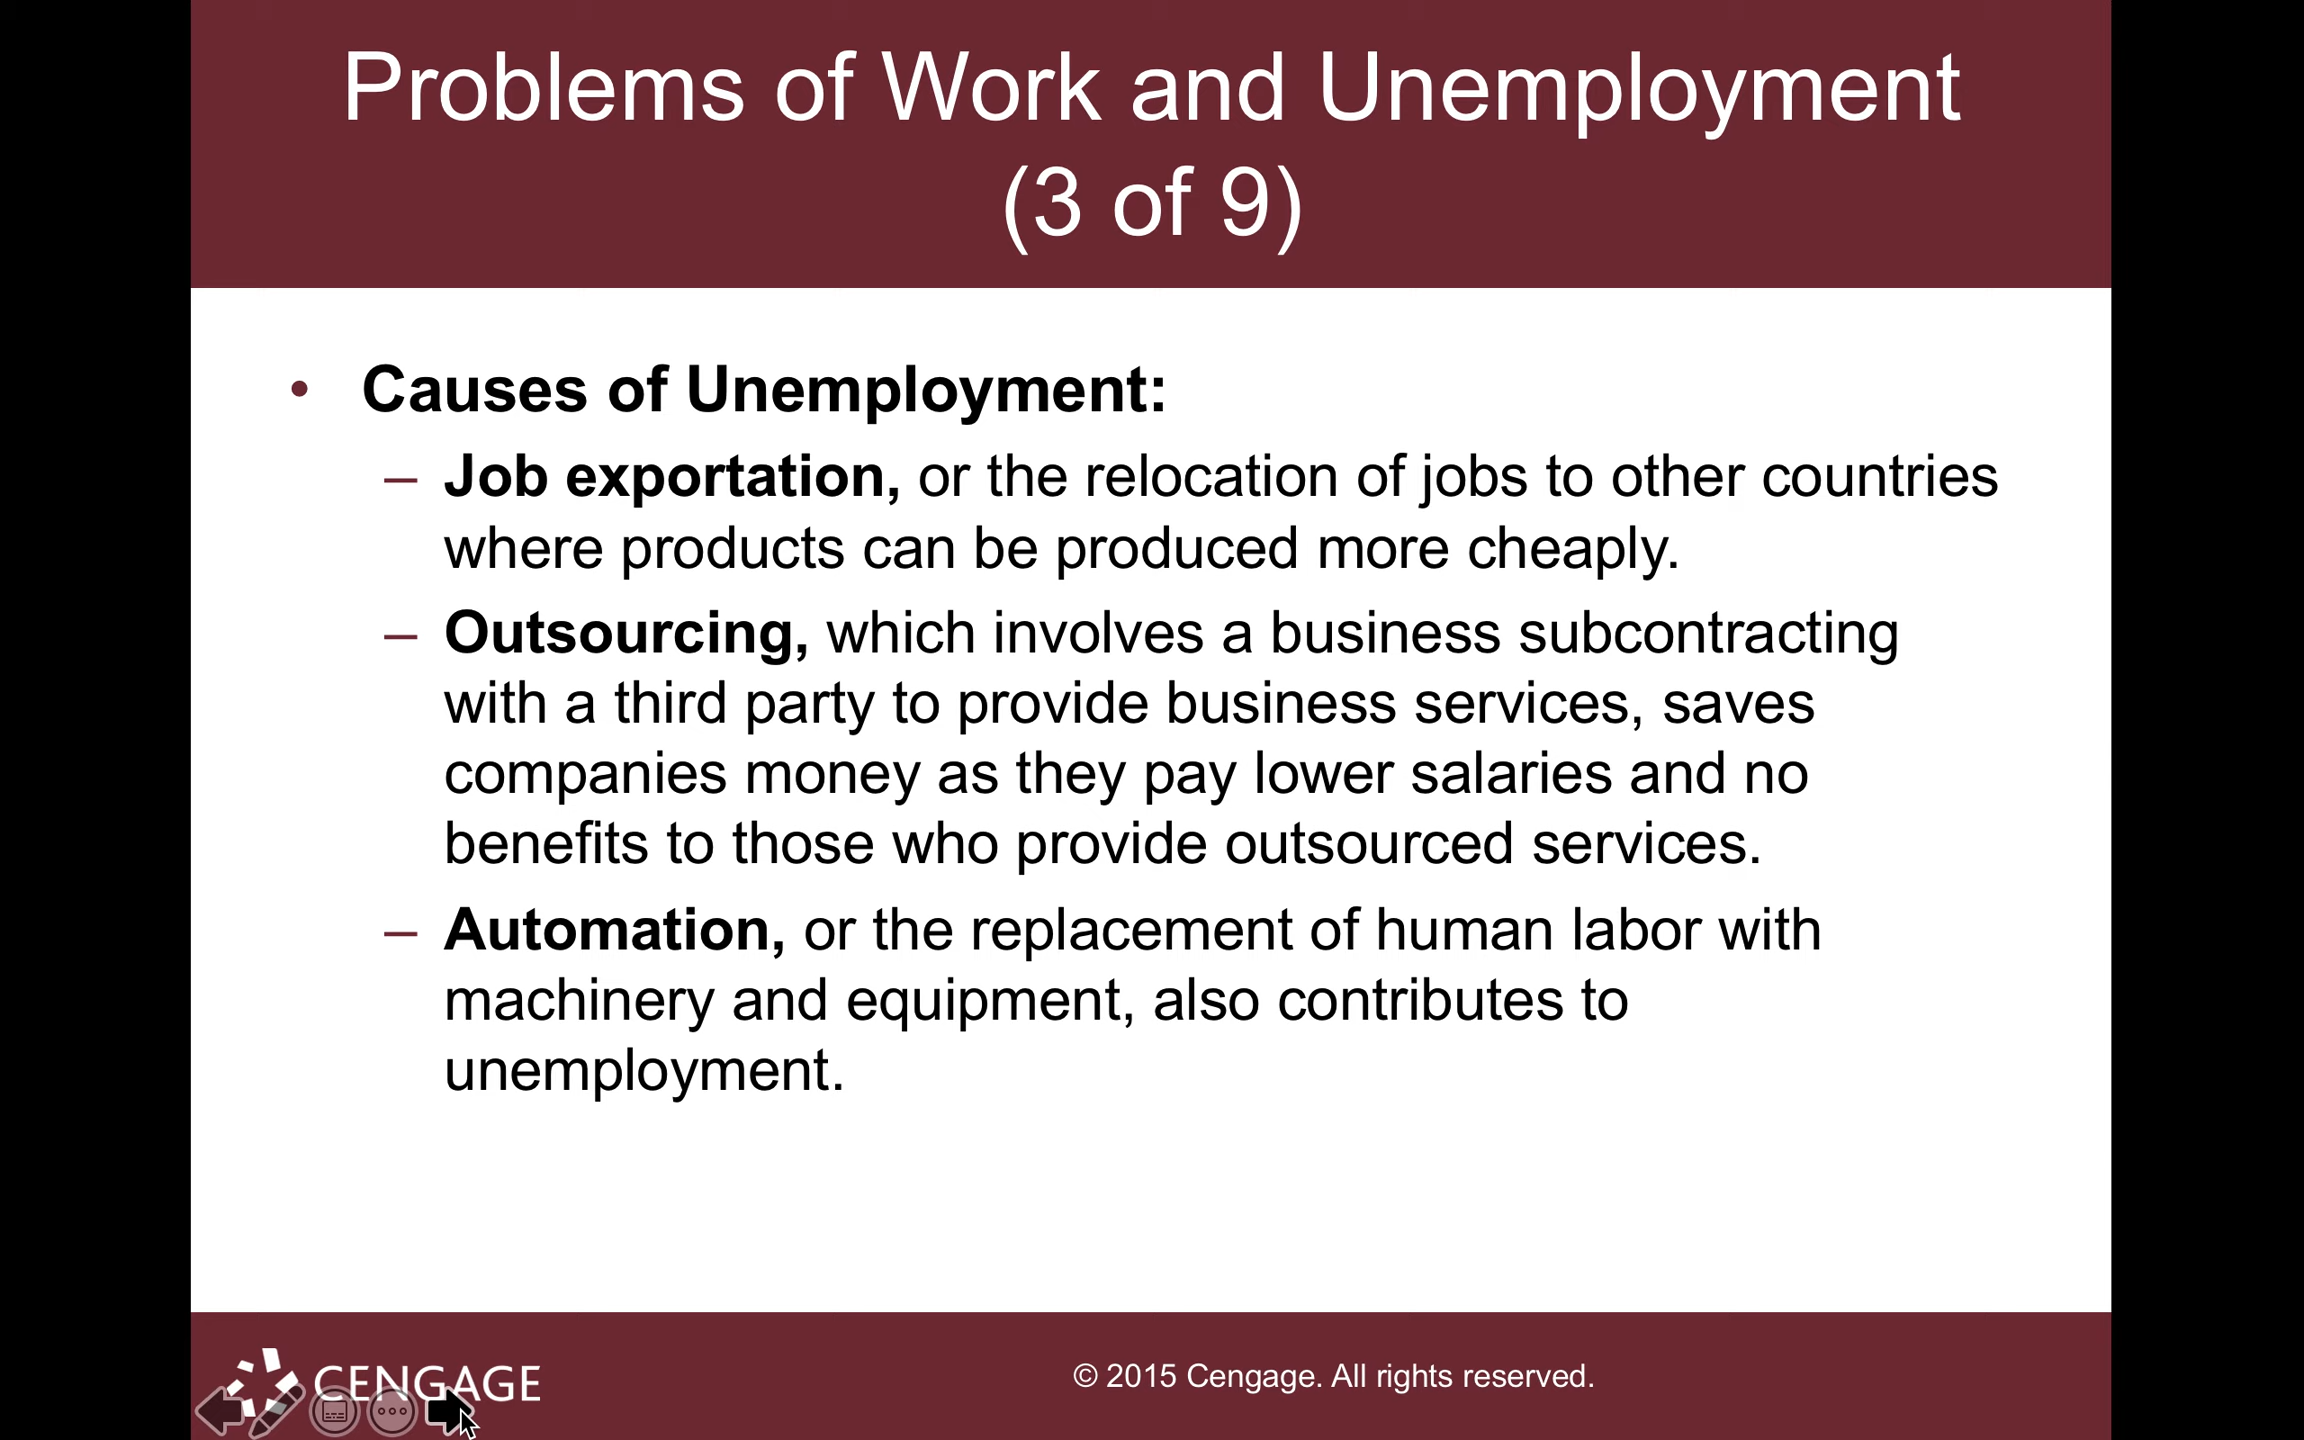 Problems of Work and Unemployment
(3 of 9)
• Causes of Unemployment:
– Job exportation, or the relocation of jobs to other countries
where products can be produced more cheaply.
– Outsourcing, which involves a business subcontracting
with a third party to provide business services, saves
companies money as they pay lower salaries and no
benefits to those who provide outsourced services.
– Automation, or the replacement of human labor with
machinery and equipment, also contributes to
unemployment.
CENGAGE
© 2015 Cengage. All rights reserved.